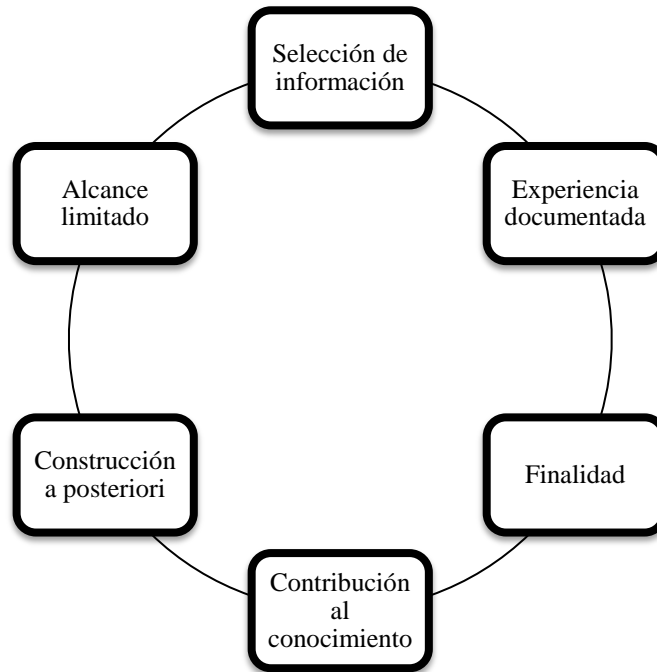 Selección de
información
Experiencia
documentada
Finalidad
Contribución
al
conocimiento
Construcción
a posteriori
Alcance
limitado